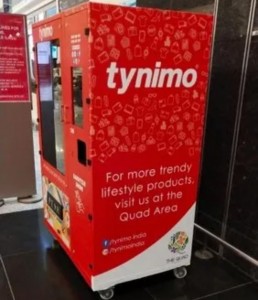 tynimo
For more trendy
lifestyle products,
visit us at the
Quad Area
/tynimo india
/tynimoindia